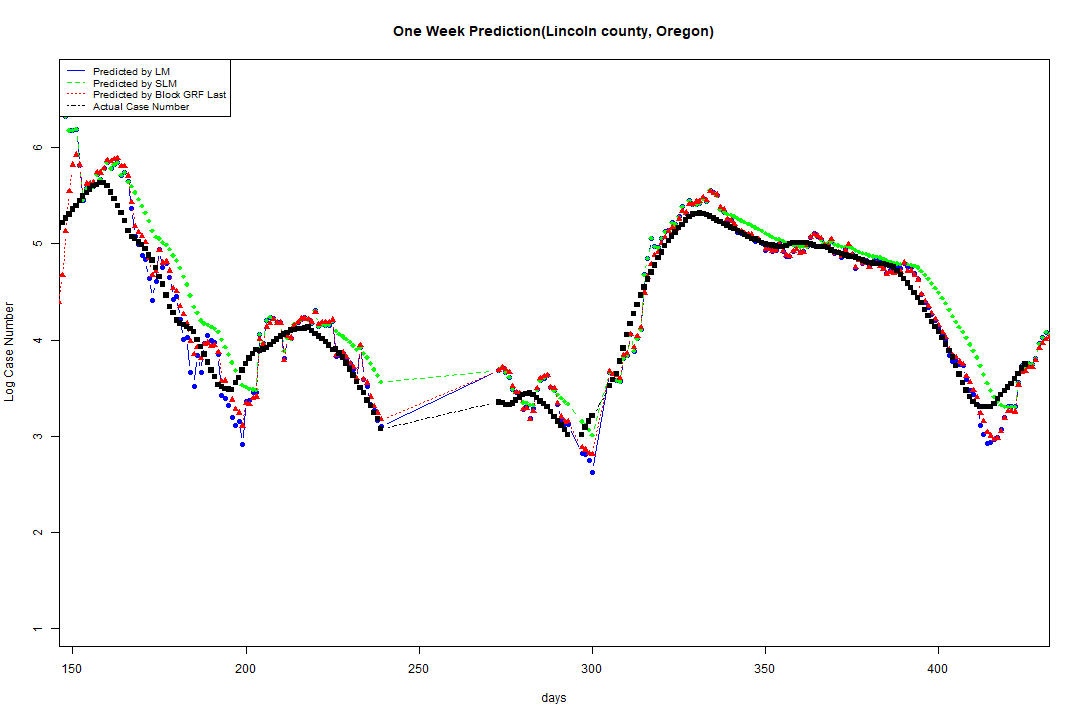 One Week Prediction(Lincoln county, Oregon)
Predicted by LM
Predicted by SLM
Predicted by Block GRF Last
Actual Case Number
Log Case Number
6
5
4
3
2
1
150 200 250 300 350 400
days